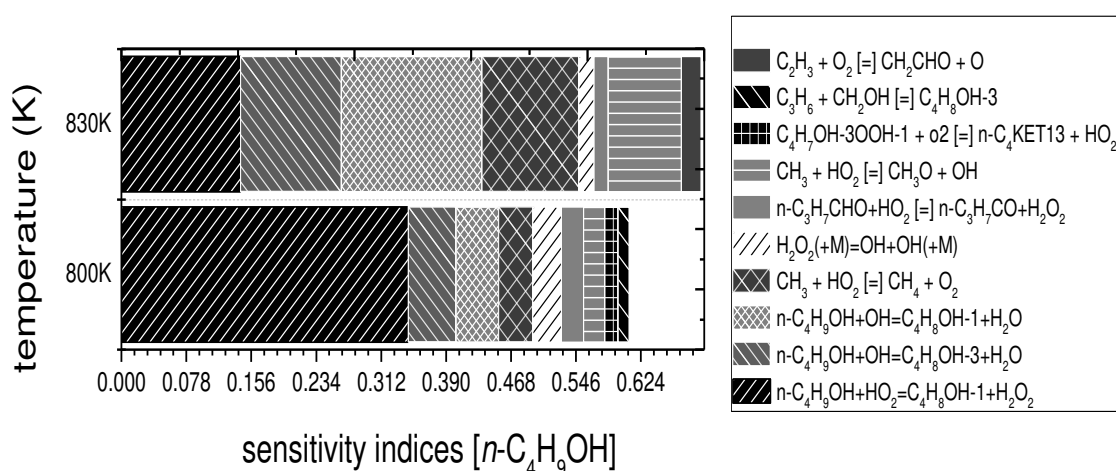 temperature (K)
830K
800K
0.000 0.078 0.156 0.234 0.312 0.390 0.468 0.546 0.624
sensitivity indices [n-C₄H₉OH]
C₂H₃ + O₂ [=] CH₂CHO + O
C₃H₆ + CH₂OH [=] C₄H₈OH-3
C₄H₇OH-3OOH-1 + o2 [=] n-C₄KET13 + HO₂
CH₃ + HO₂ [=] CH₃O + OH
n-C₃H₇CHO+HO₂ [=] n-C₃H₇CO+H₂O₂
H₂O₂(+M)=OH+OH(+M)
CH₃ + HO₂ [=] CH₄ + O₂
n-C₄H₉OH+OH=C₄H₈OH-1+H₂O
n-C₄H₉OH+OH=C₄H₈OH-3+H₂O
n-C₄H₉OH+HO₂=C₄H₈OH-1+H₂O₂